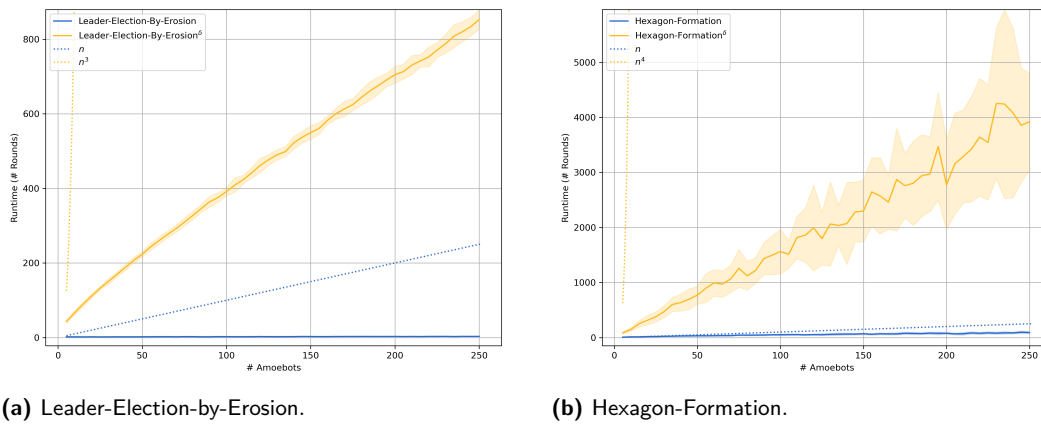 Leader-Election-By-Erosion
Leader-Election-By-Erosion^δ
n
n^3
800
600
400
200
0
Runtime (# Rounds)
0 50 100 150 200 250
# Amoebots
(a) Leader-Election-by-Erosion.
Hexagon-Formation
Hexagon-Formation^δ
n
n^4
5000
4000
3000
2000
1000
0
Runtime (# Rounds)
0 50 100 150 200 250
# Amoebots
(b) Hexagon-Formation.